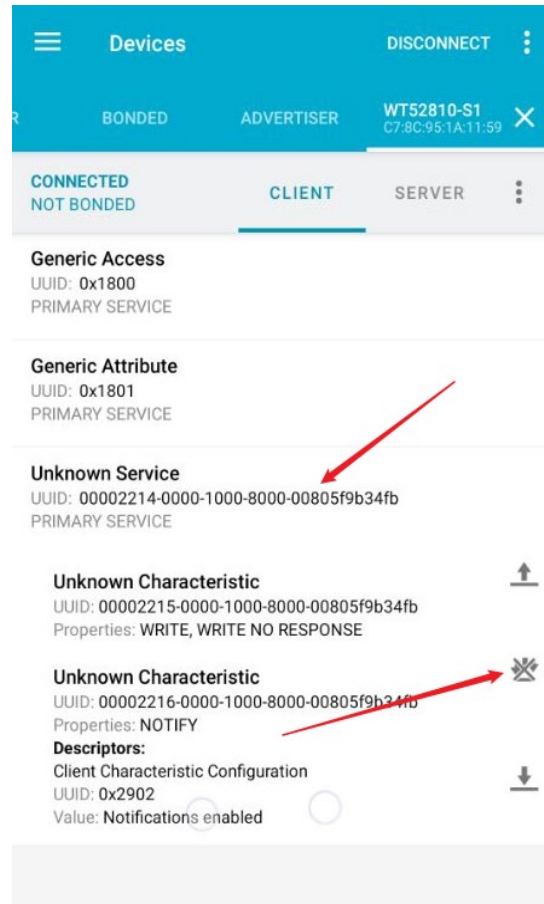 Devices DISCONNECT
R BONDED ADVERTISER WT52810-S1
C7:8C:95:1A:11:59
CONNECTED
NOT BONDED
CLIENT SERVER
Generic Access
UUID: 0x1800
PRIMARY SERVICE
Generic Attribute
UUID: 0x1801
PRIMARY SERVICE
Unknown Service
UUID: 00002214-0000-1000-8000-00805f9b34fb
PRIMARY SERVICE
Unknown Characteristic
UUID: 00002215-0000-1000-8000-00805f9b34fb
Properties: WRITE, WRITE NO RESPONSE
Unknown Characteristic
UUID: 00002216-0000-1000-8000-00805f9b34fb
Properties: NOTIFY
Descriptors:
Client Characteristic Configuration
UUID: 0x2902
Value: Notifications enabled